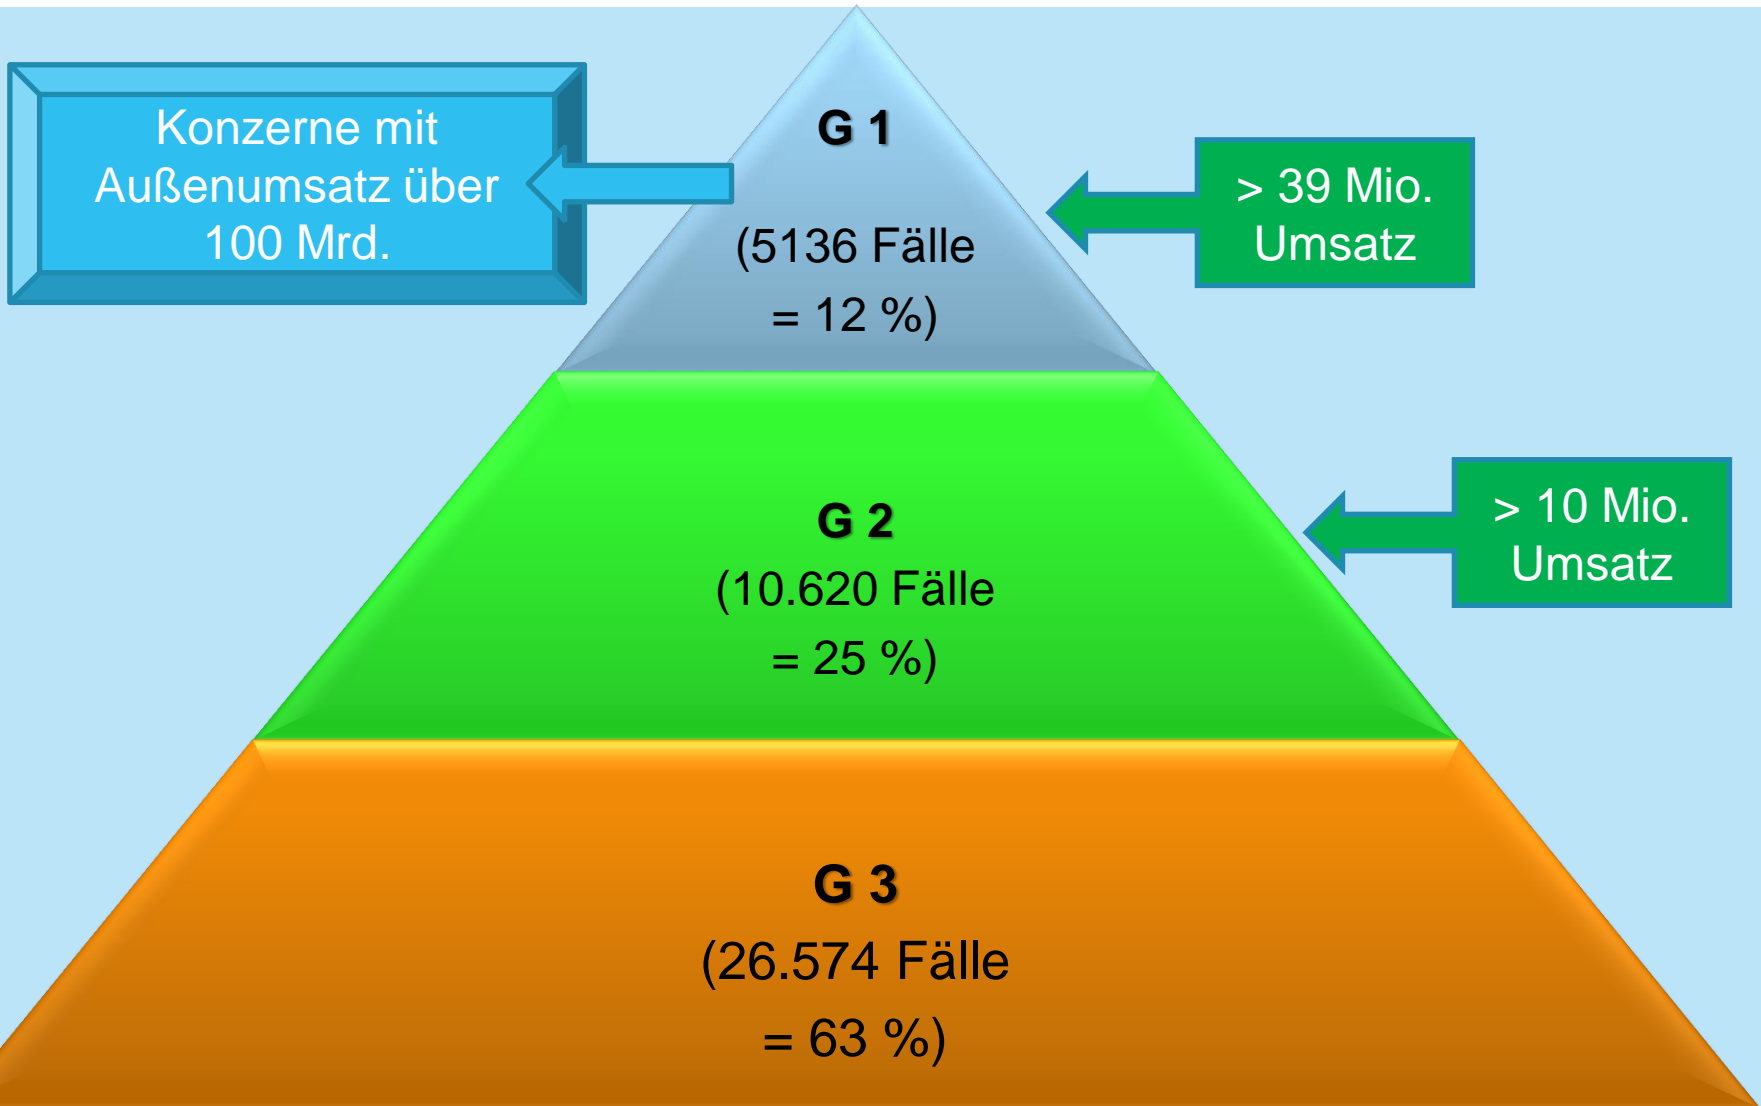 Konzerne mit
Außenumsatz über
100 Mrd.
G 1
(5136 Fälle
= 12 %)
> 39 Mio.
Umsatz
G 2
(10.620 Fälle
= 25 %)
> 10 Mio.
Umsatz
G 3
(26.574 Fälle
= 63 %)